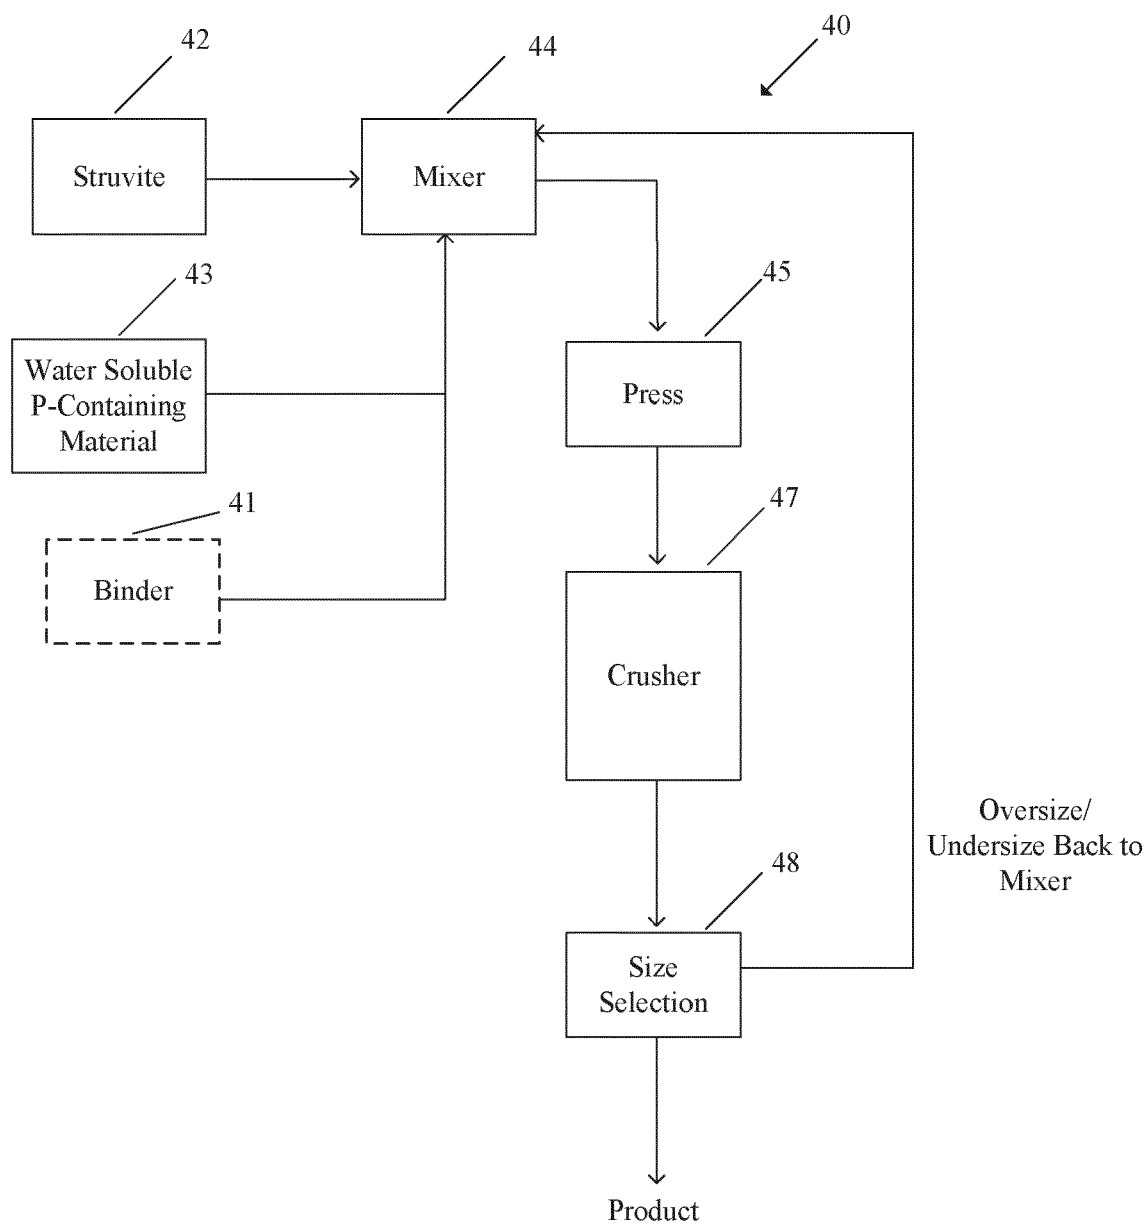 40
42
44
Struvite
Mixer
43
45
Water Soluble
P-Containing
Material
Press
41
47
Binder
Crusher
Oversize/
Undersize Back to
Mixer
48
Size
Selection
Product